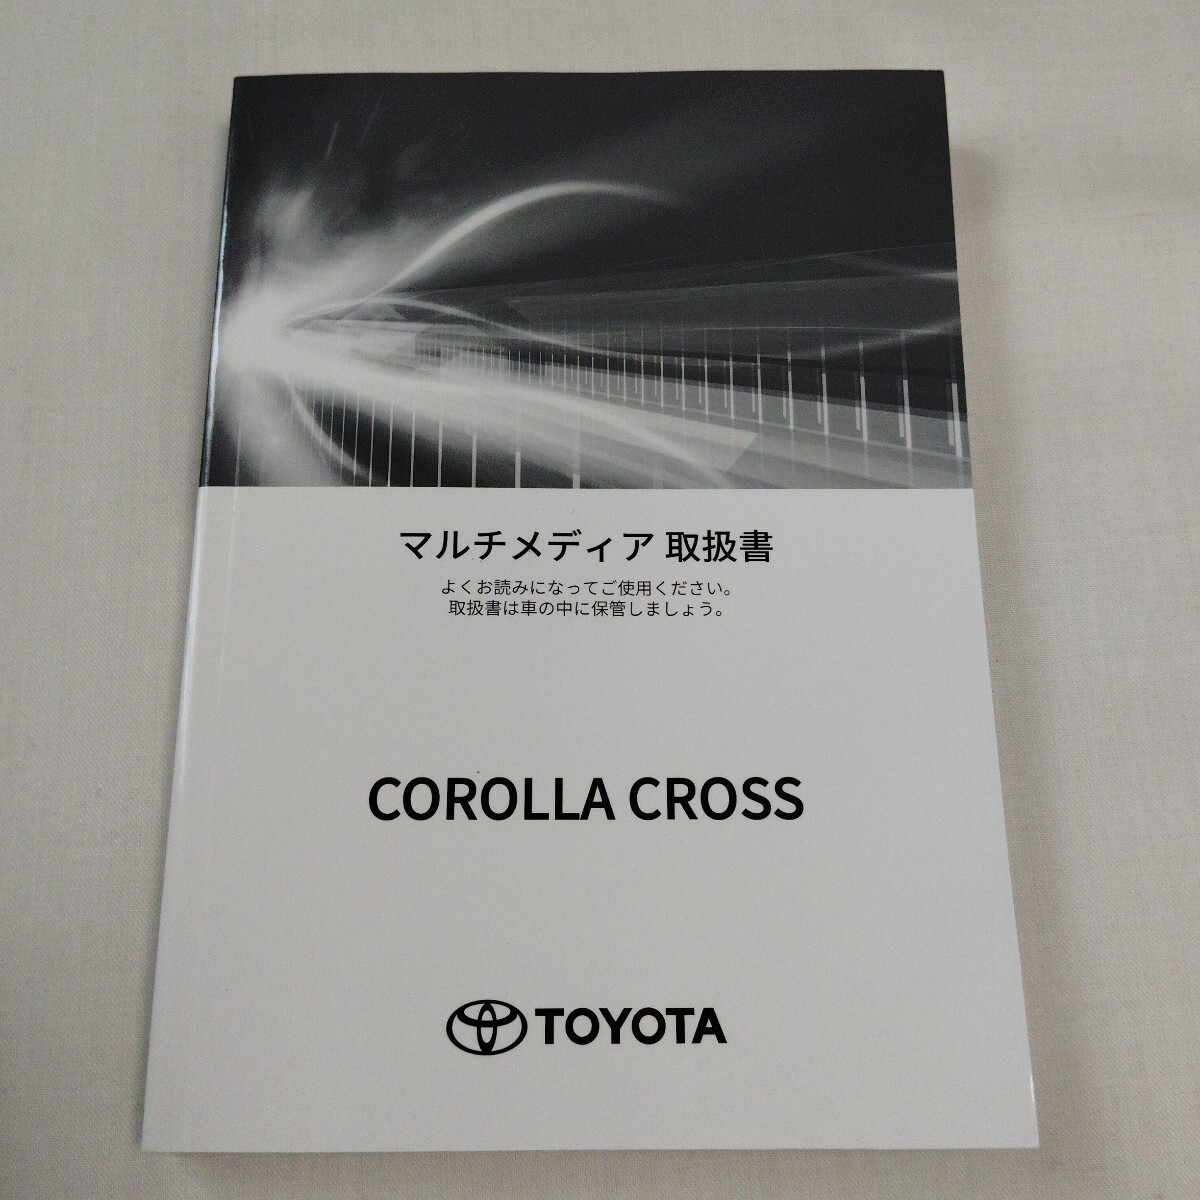 マルチメディア 取扱書
よくお読みになってご使用ください。
取扱書は車の中に保管しましょう。
COROLLA CROSS
TOYOTA